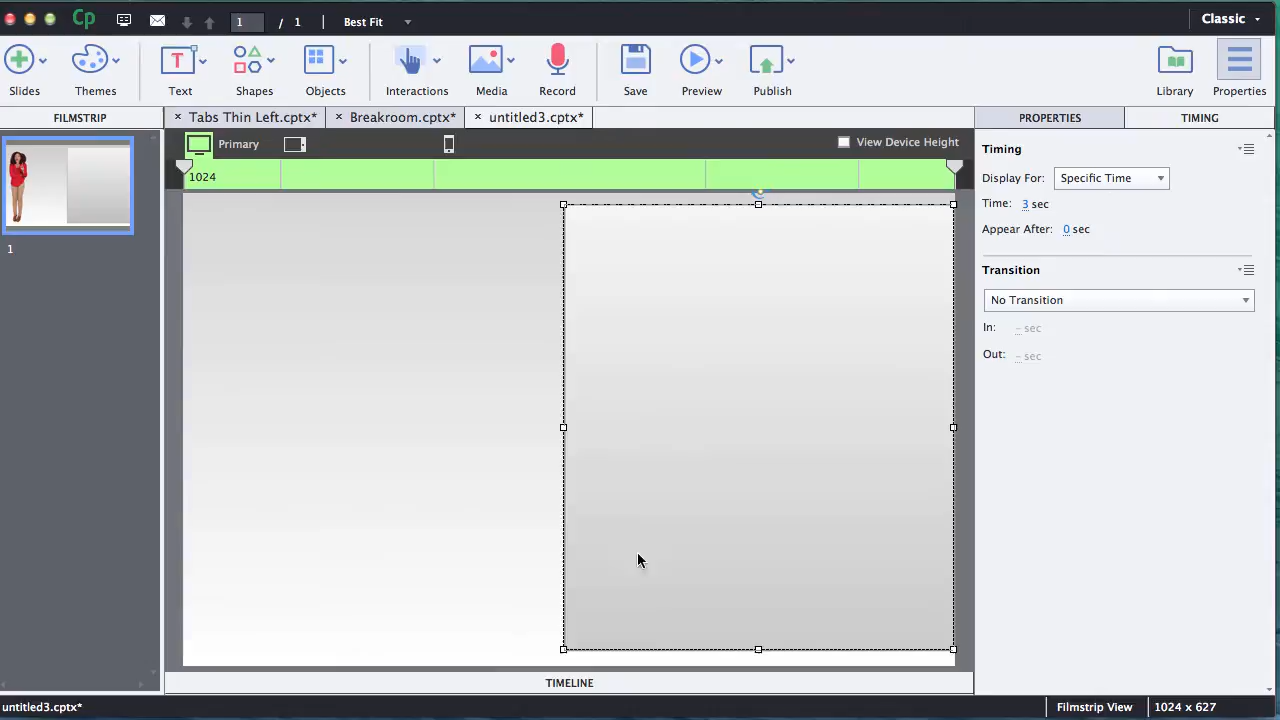 Cp
1 / 1 Best Fit
Classic
Slides
Themes
Text
Shapes
Objects
Interactions
Media
Record
Save
Preview
Publish
Library
Properties
FILMSTRIP
× Tabs Thin Left.cptx*
× Breakroom.cptx*
× untitled3.cptx*
PROPERTIES
TIMING
Primary
View Device Height
1024
1
Timing
Display For: Specific Time
Time: 3 sec
Appear After: 0 sec
Transition
No Transition
In: - sec
Out: - sec
TIMELINE
untitled3.cptx*
Filmstrip View
1024 x 627